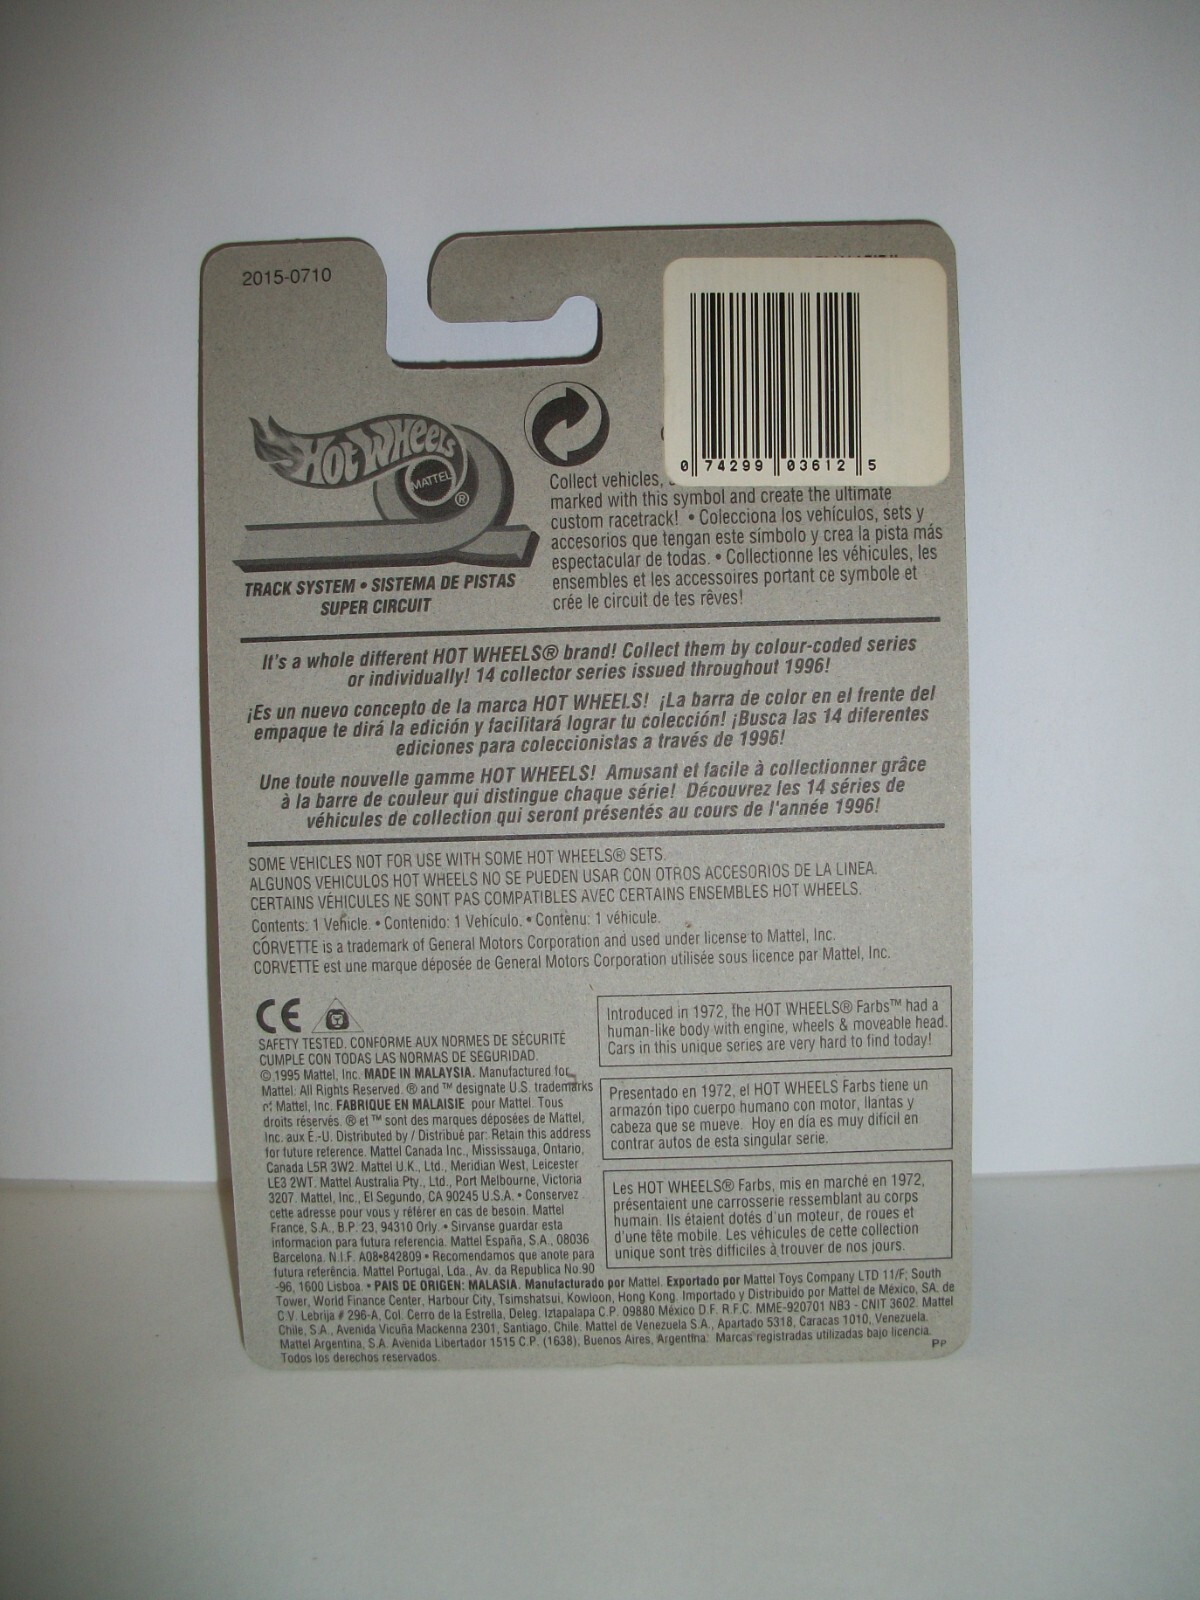 2015-0710
0 74299 03612 5
HOT WHEELS
MATTEL
®
TRACK SYSTEM • SISTEMA DE PISTAS
SUPER CIRCUIT
Collect vehicles,
marked with this symbol and create the ultimate
custom racetrack! • Colecciona los vehículos, sets y
accesorios que tengan este símbolo y crea la pista más
espectacular de todas. • Collectionne les véhicules, les
ensembles et les accessoires portant ce symbole et
crée le circuit de tes rêves!
It's a whole different HOT WHEELS® brand! Collect them by colour-coded series
or individually! 14 collector series issued throughout 1996!
¡Es un nuevo concepto de la marca HOT WHEELS! ¡La barra de color en el frente del
empaque te dirá la edición y facilitará lograr tu colección! ¡Busca las 14 diferentes
ediciones para coleccionistas a través de 1996!
Une toute nouvelle gamme HOT WHEELS! Amusant et facile à collectionner grâce
à la barre de couleur qui distingue chaque série! Découvrez les 14 séries de
véhicules de collection qui seront présentés au cours de l'année 1996!
SOME VEHICLES NOT FOR USE WITH SOME HOT WHEELS® SETS.
ALGUNOS VEHICULOS HOT WHEELS NO SE PUEDEN USAR CON OTROS ACCESORIOS DE LA LINEA.
CERTAINS VÉHICULES NE SONT PAS COMPATIBLES AVEC CERTAINS ENSEMBLES HOT WHEELS.
Contents: 1 Vehicle. • Contenido: 1 Vehículo. • Contenu: 1 véhicule.
CORVETTE is a trademark of General Motors Corporation and used under license to Mattel, Inc.
CORVETTE est une marque déposée de General Motors Corporation utilisée sous licence par Mattel, Inc.
CE
SAFETY TESTED. CONFORME AUX NORMES DE SÉCURITÉ
CUMPLE CON TODAS LAS NORMAS DE SEGURIDAD.
© 1995 Mattel, Inc. MADE IN MALAYSIA. Manufactured for
Mattel. All Rights Reserved. ® and ™ designate U.S. trademarks
of Mattel, Inc. FABRIQUÉ EN MALAISIE pour Mattel. Tous
droits réservés. ® et ™ sont des marques déposées de Mattel,
Inc. aux É.-U. Distributed by / Distribué par: Retain this address
for future reference. Mattel Canada Inc., Mississauga, Ontario,
Canada L5R 3W2. Mattel U.K., Ltd., Meridian West, Leicester
LE3 2WT. Mattel Australia Pty., Ltd., Port Melbourne, Victoria
3207. Mattel, Inc., El Segundo, CA 90245 U.S.A. • Conservez
cette adresse pour vous y référer en cas de besoin. Mattel
France, S.A., B.P. 23, 94310 Orly. • Sirvanse guardar esta
informacion para futura referencia. Mattel España, S.A., 08036
Barcelona. N.I.F. A08•842809 • Recomendamos que anote para
futura referência. Mattel Portugal, Lda., Av. da Republica No.90
-96, 1600 Lisboa. • PAIS DE ORIGEN: MALASIA. Manufacturado por Mattel. Exportado por Mattel Toys Company LTD 11/F, South
Tower, World Finance Center, Harbour City, Tsimshatsui, Kowloon, Hong Kong. Importado y Distribuido por Mattel de México, SA. de
C.V. Lebrija # 296-A, Col. Cerro de la Estrella, Deleg. Iztapalapa C.P. 09880 México D.F. R.F.C. MME-920701 NB3 - CNIT 3602. Mattel
Chile, S.A., Avenida Vicuña Mackenna 2301, Santiago, Chile. Mattel de Venezuela S.A., Apartado 5318, Caracas 1010, Venezuela.
Mattel Argentina, S.A. Avenida Libertador 1515 C.P. (1638), Buenos Aires, Argentina. Marcas registradas utilizadas bajo licencia.
Todos los derechos reservados.
PP
Introduced in 1972, the HOT WHEELS® Farbs™ had a
human-like body with engine, wheels & moveable head.
Cars in this unique series are very hard to find today!
Presentado en 1972, el HOT WHEELS Farbs tiene un
armazón tipo cuerpo humano con motor, llantas y
cabeza que se mueve. Hoy en día es muy difícil en
contrar autos de esta singular serie.
Les HOT WHEELS® Farbs, mis en marché en 1972,
présentaient une carrosserie ressemblant au corps
humain. Ils étaient dotés d'un moteur, de roues et
d'une tête mobile. Les véhicules de cette collection
unique sont très difficiles à trouver de nos jours.